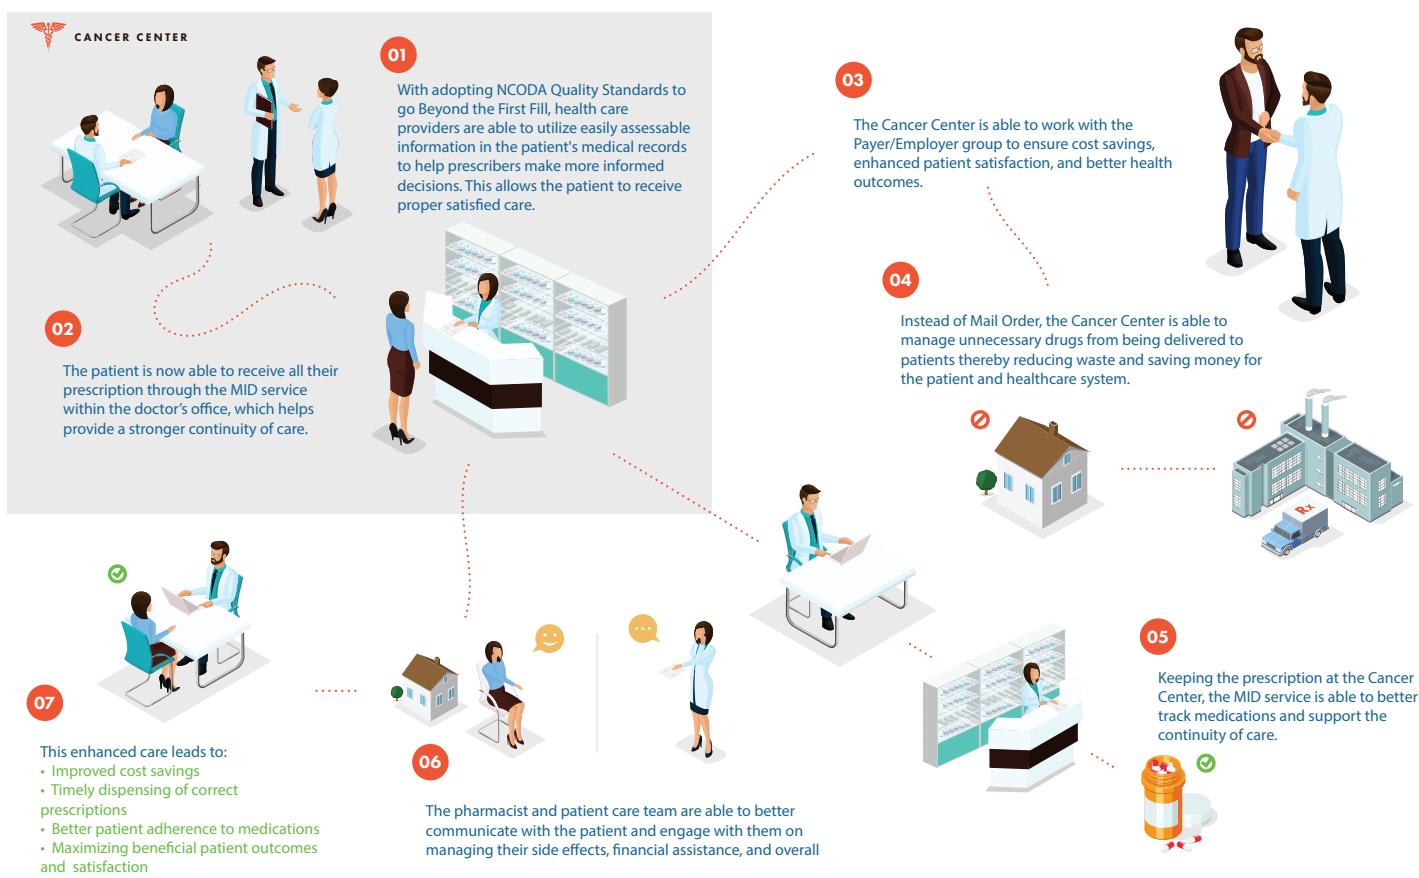 CANCER CENTER
01
With adopting NCODA Quality Standards to
go Beyond the First Fill, health care
providers are able to utilize easily assessable
information in the patient's medical records
to help prescribers make more informed
decisions. This allows the patient to receive
proper satisfied care.
02
The patient is now able to receive all their
prescription through the MID service
within the doctor's office, which helps
provide a stronger continuity of care.
03
The Cancer Center is able to work with the
Payer/Employer group to ensure cost savings,
enhanced patient satisfaction, and better health
outcomes.
04
Instead of Mail Order, the Cancer Center is able to
manage unnecessary drugs from being delivered to
patients thereby reducing waste and saving money for
the patient and healthcare system.
Rx
05
Keeping the prescription at the Cancer
Center, the MID service is able to better
track medications and support the
continuity of care.
06
The pharmacist and patient care team are able to better
communicate with the patient and engage with them on
managing their side effects, financial assistance, and overall
07
This enhanced care leads to:
• Improved cost savings
• Timely dispensing of correct
prescriptions
• Better patient adherence to medications
• Maximizing beneficial patient outcomes
and satisfaction